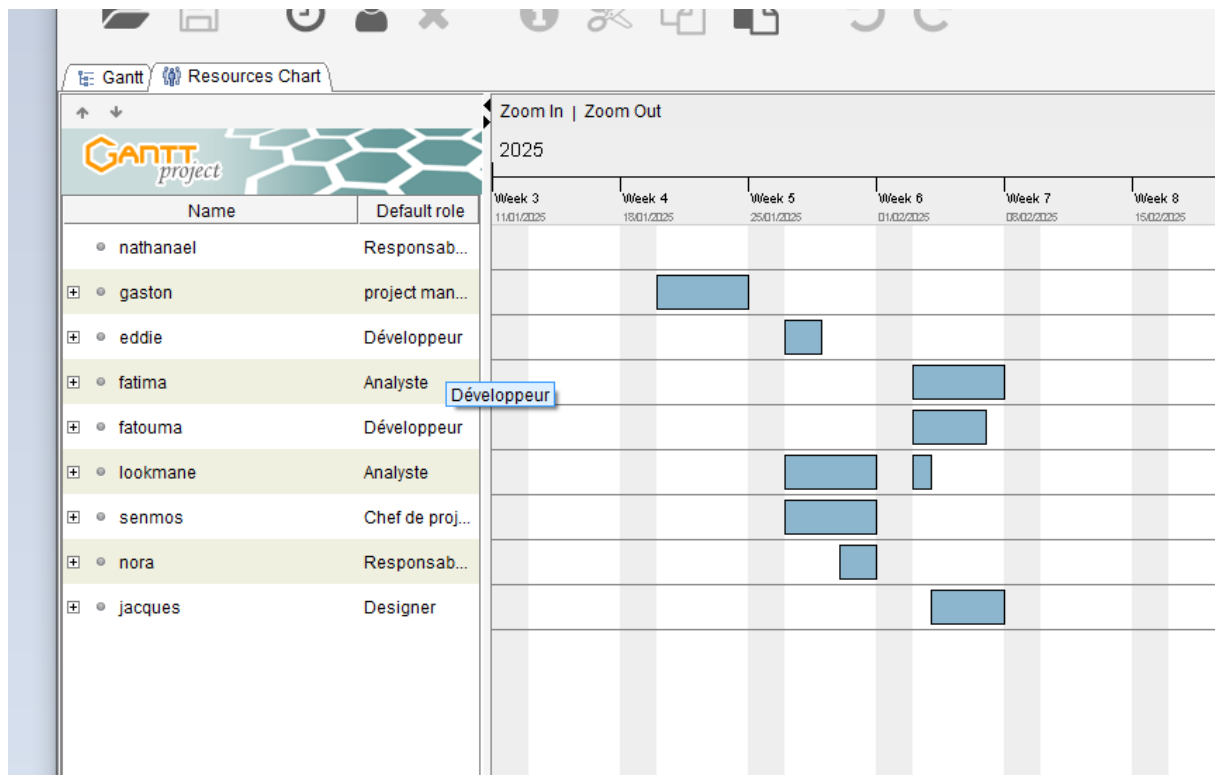 Gantt Resources Chart
Zoom In | Zoom Out
GANTT project
2025
Week 3 Week 4 Week 5 Week 6 Week 7 Week 8
11/01/2025 18/01/2025 25/01/2025 01/02/2025 08/02/2025 15/02/2025
Name Default role
nathanael Responsab...
gaston project man...
eddie Développeur
fatima Analyste
Développeur
fatouma Développeur
lookmane Analyste
senmos Chef de proj...
nora Responsab...
jacques Designer